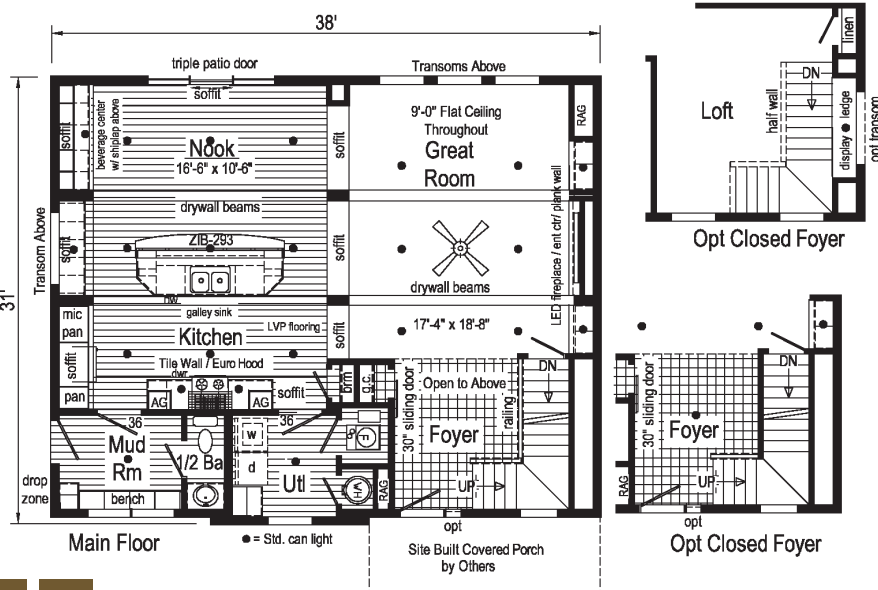 38'
31'
triple patio door
soffit
Transoms Above
beverage center
w/ shiplap above
soffit
Nook
16'-6" x 10'-6"
soffit
9'-0" Flat Ceiling
Throughout
Great
Room
RAG
drywall beams
Transom Above
soffit
ZIB-293
dw.
soffit
drywall beams
LED fireplace / ent ctr/ plank wall
galley sink
LVP flooring
Kitchen
mic
pan
soffit
pan
soffit
17'-4" x 18'-8"
Tile Wall / Euro Hood
dwr
AG
AG
soffit
brm
g.c.
Open to Above
30" sliding door
railing
DN
Foyer
UP
36
36
Mud
Rm
1/2 Ba
w
d
Utl
F
WH
RAG
drop
zone
bench
opt
Main Floor
= Std. can light
Site Built Covered Porch
by Others
linen
DN
Loft
half wall
display ledge
opt transom
Opt Closed Foyer
30" sliding door
DN
Foyer
RAG
UP
opt
Opt Closed Foyer